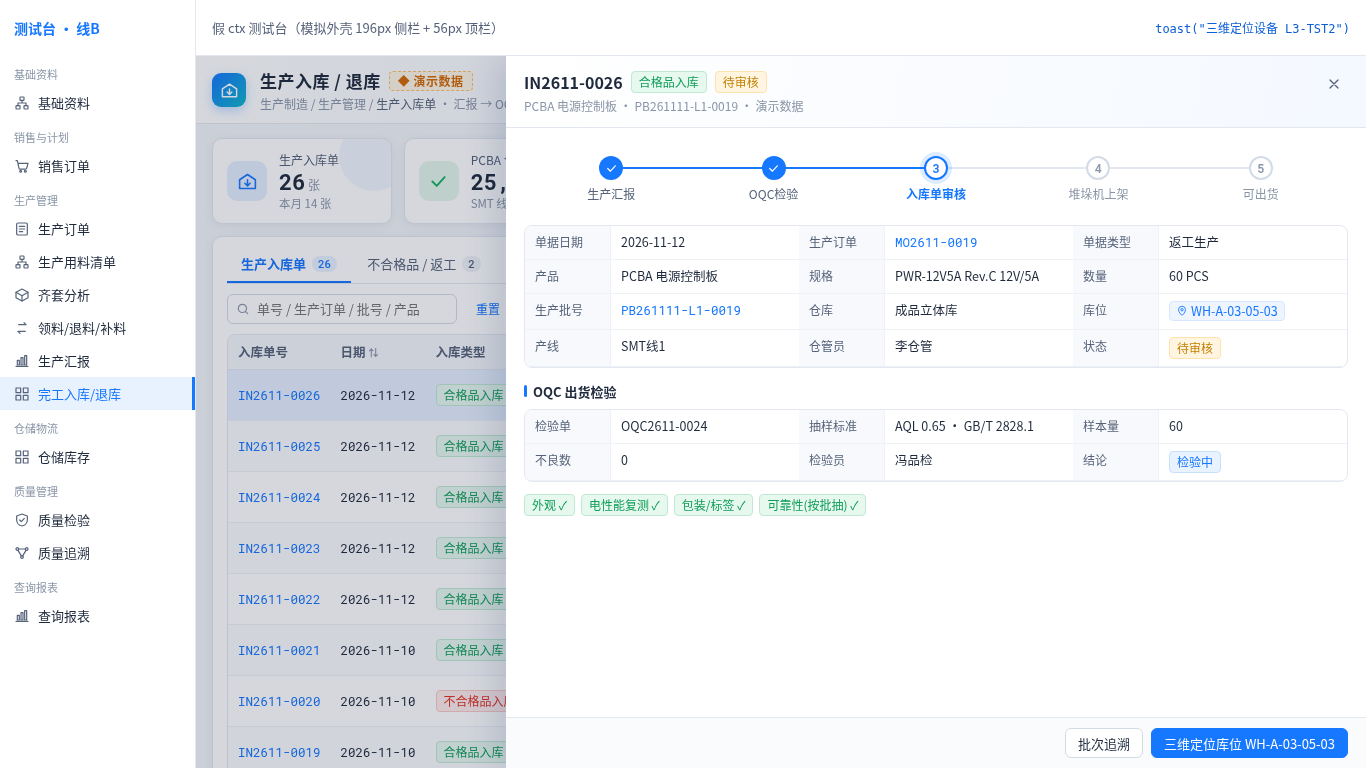 测试台 · 线B
基础资料
基础资料
销售与计划
销售订单
生产管理
生产订单
生产用料清单
齐套分析
领料/退料/补料
生产汇报
完工入库/退库
仓储物流
仓储库存
质量管理
质量检验
质量追溯
查询报表
查询报表
假 ctx 测试台（模拟外壳 196px 侧栏 + 56px 顶栏）
toast("三维定位设备 L3-TST2")
生产入库 / 退库 ◆ 演示数据
生产制造 / 生产管理 / 生产入库单 · 汇报 → O
生产入库单
26 张
本月 14 张
PCBA
25,
SMT 线
生产入库单 26 不合格品 / 返工 2
单号 / 生产订单 / 批号 / 产品 重置
入库单号 日期 入库类型
IN2611-0026 2026-11-12 合格品入库
IN2611-0025 2026-11-12 合格品入库
IN2611-0024 2026-11-12 合格品入库
IN2611-0023 2026-11-12 合格品入库
IN2611-0022 2026-11-12 合格品入库
IN2611-0021 2026-11-10 合格品入库
IN2611-0020 2026-11-10 不合格品入
IN2611-0019 2026-11-10 合格品入库
IN2611-0026 合格品入库 待审核
PCBA 电源控制板 · PB261111-L1-0019 · 演示数据
3 4 5
生产汇报 OQC检验 入库单审核 堆垛机上架 可出货
单据日期 2026-11-12 生产订单 MO2611-0019 单据类型 返工生产
产品 PCBA 电源控制板 规格 PWR-12V5A Rev.C 12V/5A 数量 60 PCS
生产批号 PB261111-L1-0019 仓库 成品立体库 库位 WH-A-03-05-03
产线 SMT线1 仓管员 李仓管 状态 待审核
OQC 出货检验
检验单 OQC2611-0024 抽样标准 AQL 0.65 · GB/T 2828.1 样本量 60
不良数 0 检验员 冯品检 结论 检验中
外观 ✓ 电性能复测 ✓ 包装/标签 ✓ 可靠性(按批抽) ✓
批次追溯 三维定位库位 WH-A-03-05-03